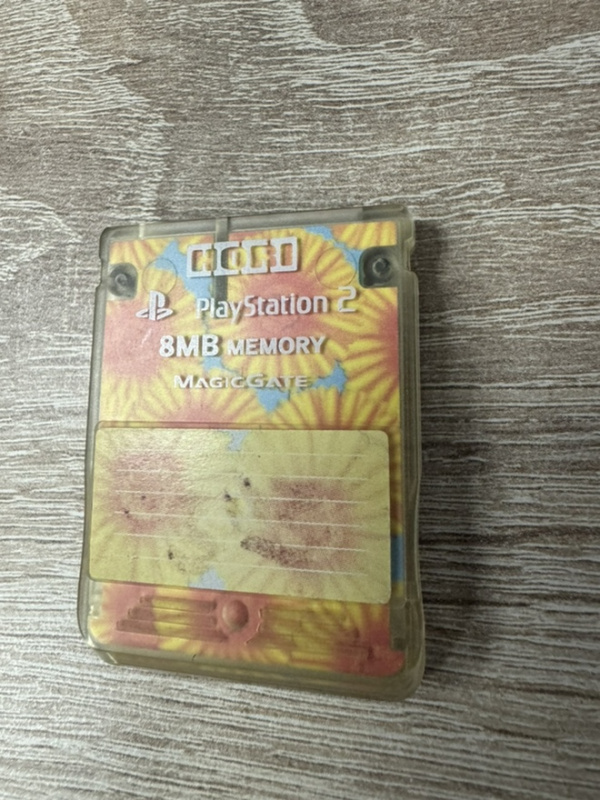 HORI
PlayStation 2
8MB MEMORY
MAGICGATE